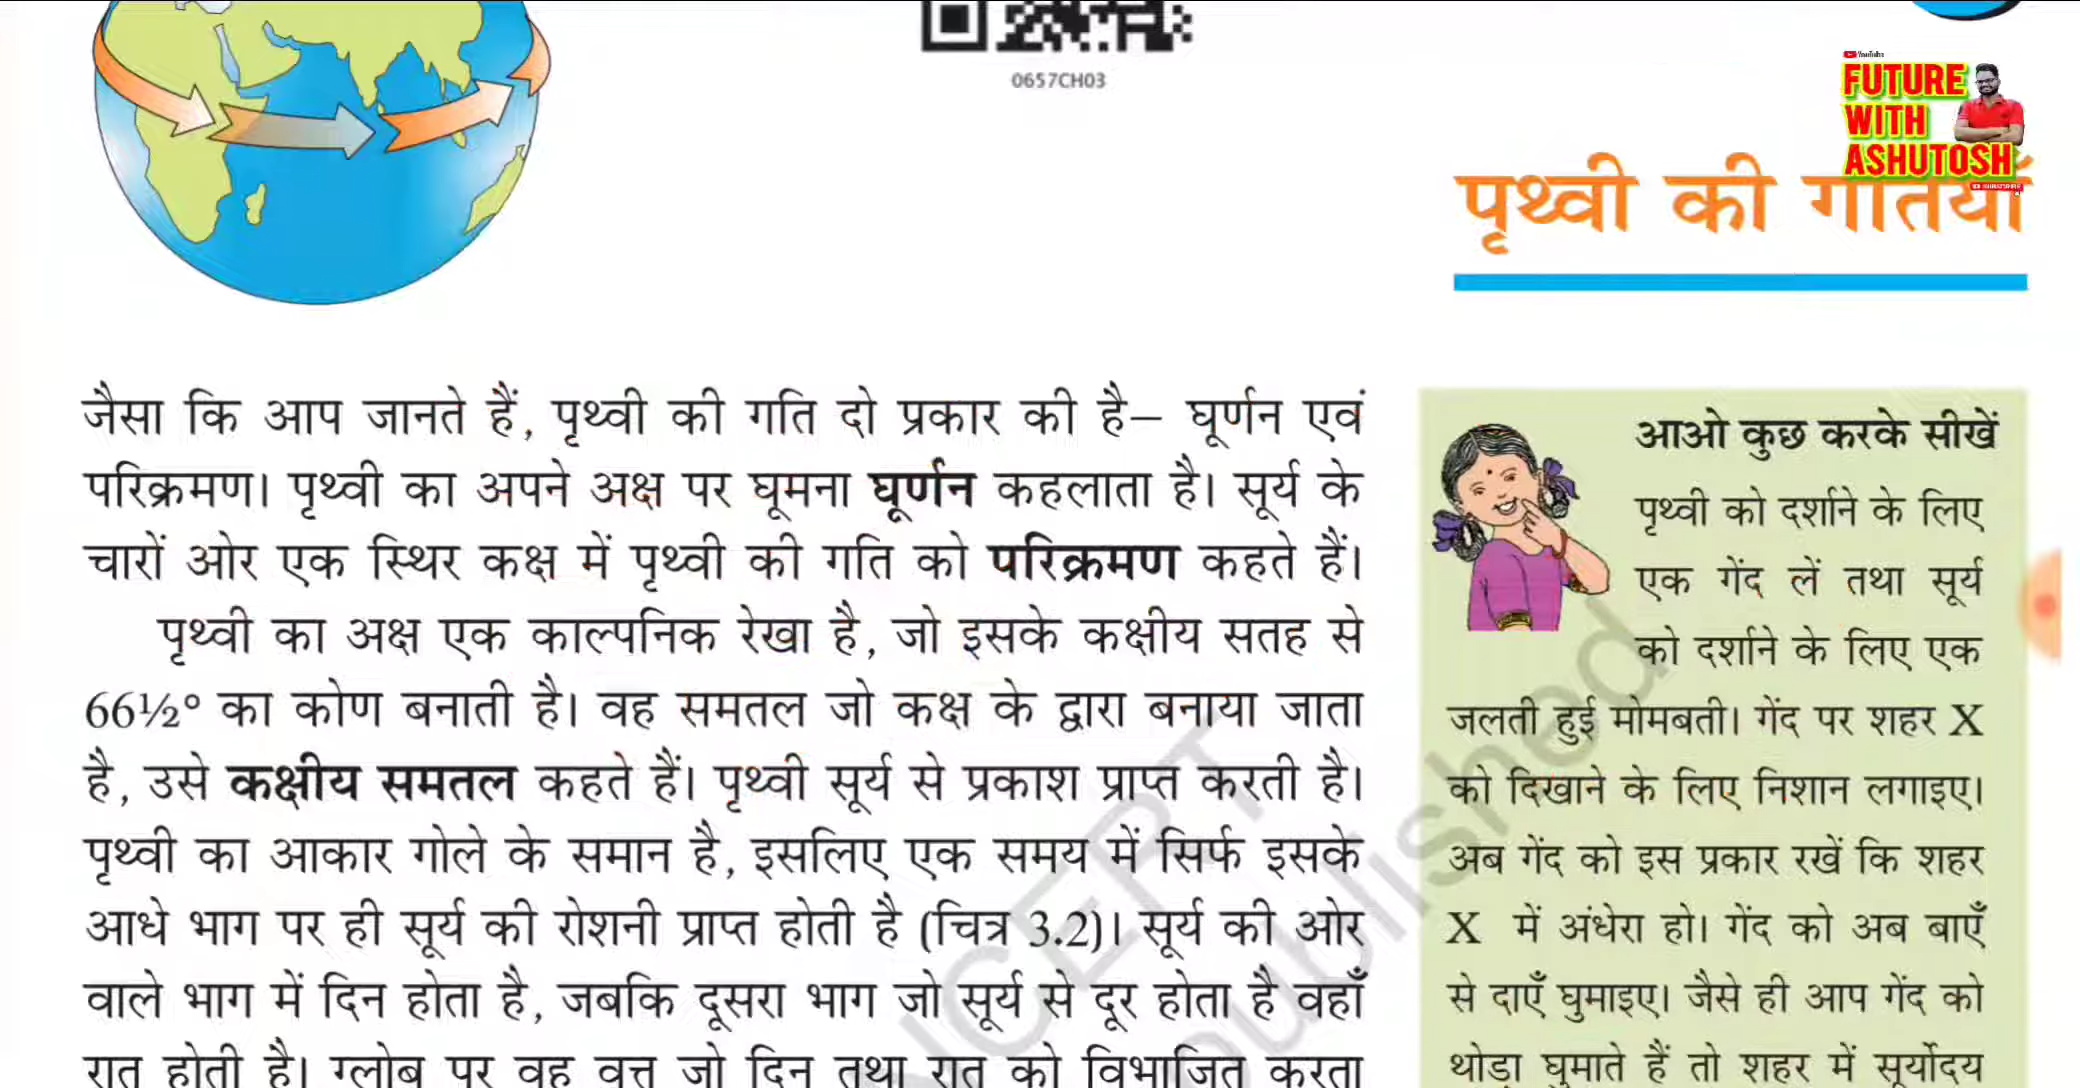 0657CH03
YouTube
FUTURE
WITH
ASHUTOSH
SUBSCRIBE
पृथ्वी की गतियाँ
जैसा कि आप जानते हैं, पृथ्वी की गति दो प्रकार की है– घूर्णन एवं
परिक्रमण। पृथ्वी का अपने अक्ष पर घूमना घूर्णन कहलाता है। सूर्य के
चारों ओर एक स्थिर कक्ष में पृथ्वी की गति को परिक्रमण कहते हैं।
पृथ्वी का अक्ष एक काल्पनिक रेखा है, जो इसके कक्षीय सतह से
66½° का कोण बनाती है। वह समतल जो कक्ष के द्वारा बनाया जाता
है, उसे कक्षीय समतल कहते हैं। पृथ्वी सूर्य से प्रकाश प्राप्त करती है।
पृथ्वी का आकार गोले के समान है, इसलिए एक समय में सिर्फ इसके
आधे भाग पर ही सूर्य की रोशनी प्राप्त होती है (चित्र 3.2)। सूर्य की ओर
वाले भाग में दिन होता है, जबकि दूसरा भाग जो सूर्य से दूर होता है वहाँ
रात होती है। ग्लोब पर वह वृत्त जो दिन तथा रात को विभाजित करता
आओ कुछ करके सीखें
पृथ्वी को दर्शाने के लिए
एक गेंद लें तथा सूर्य
को दर्शाने के लिए एक
जलती हुई मोमबती। गेंद पर शहर X
को दिखाने के लिए निशान लगाइए।
अब गेंद को इस प्रकार रखें कि शहर
X में अंधेरा हो। गेंद को अब बाएँ
से दाएँ घुमाइए। जैसे ही आप गेंद को
थोड़ा घुमाते हैं तो शहर में सूर्योदय
NCERT
published